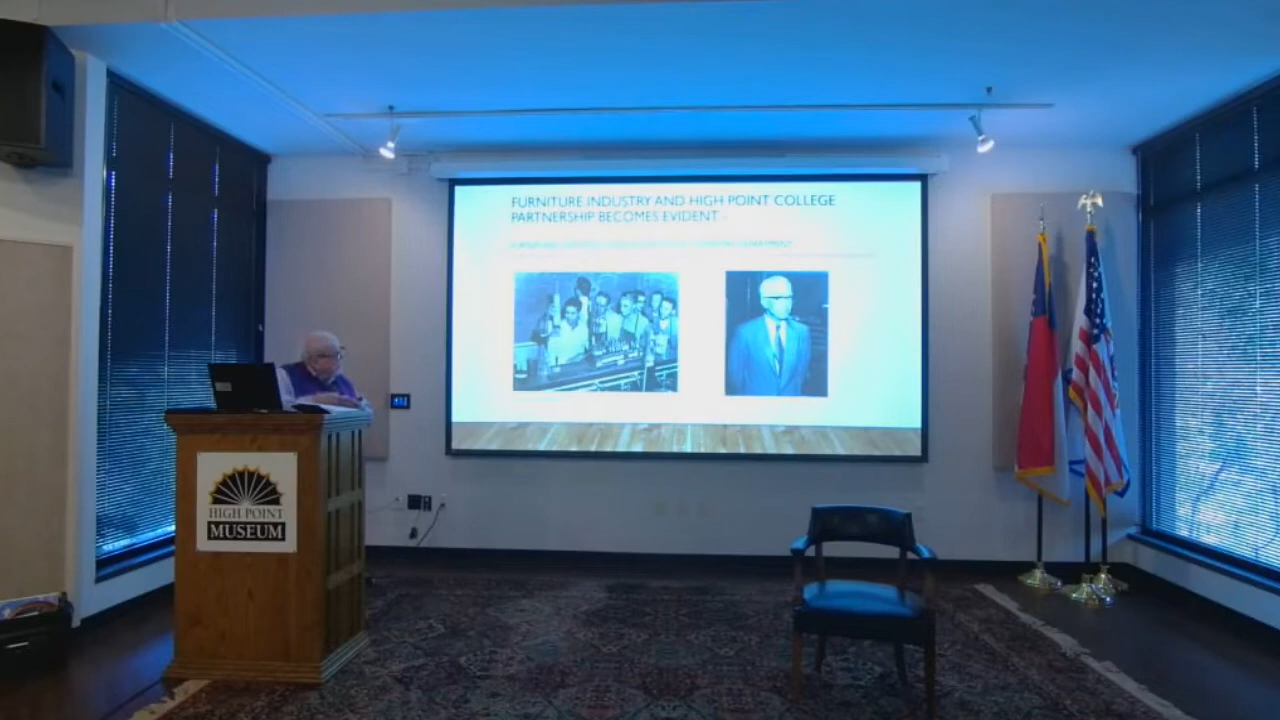 FURNITURE INDUSTRY AND HIGH POINT COLLEGE
PARTNERSHIP BECOMES EVIDENT -
HIGH POINT
MUSEUM